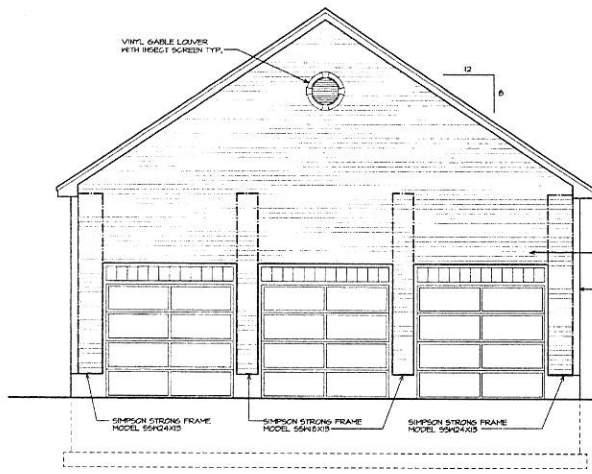 VINYL GABLE LOUVER
WITH INSECT SCREEN TYP.
12
8
SIMPSON STRONG FRAME
MODEL SSW24X13
SIMPSON STRONG FRAME
MODEL SSW18X13
SIMPSON STRONG FRAME
MODEL SSW24X13